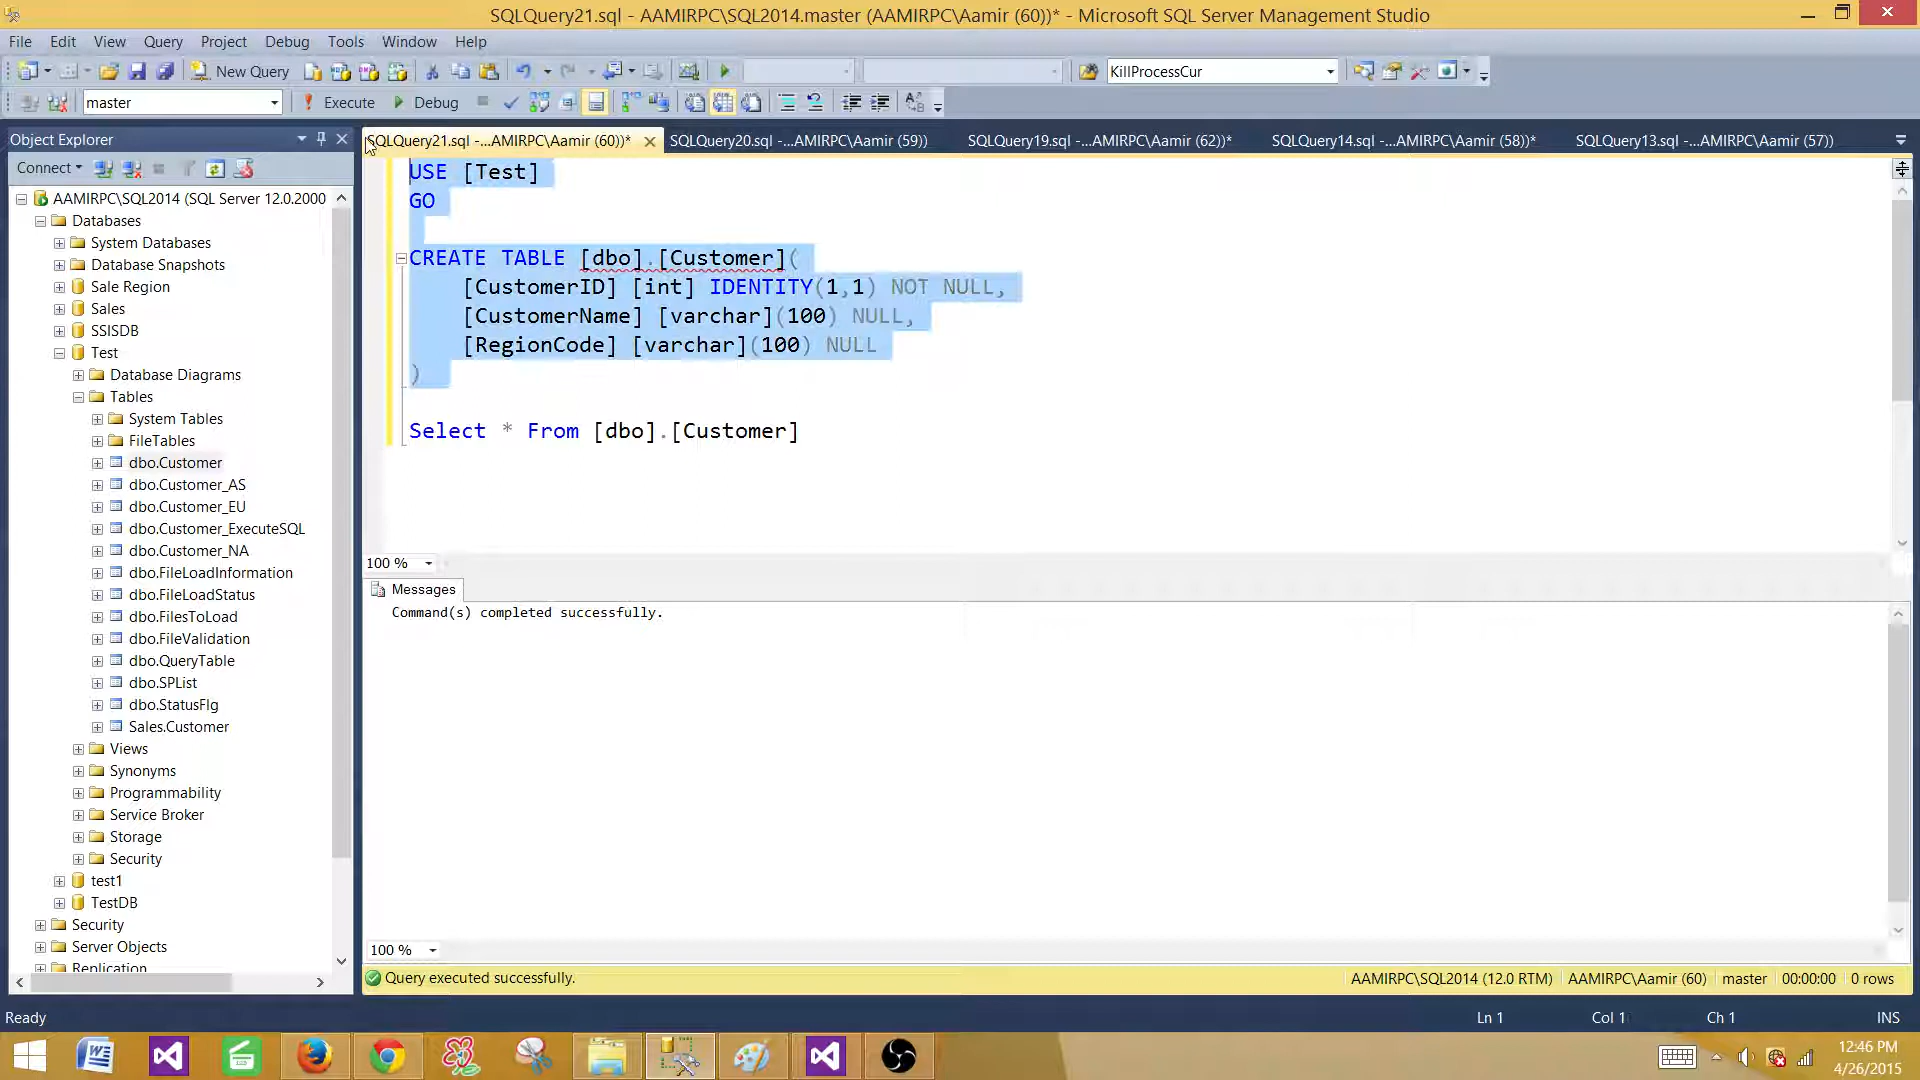 SQLQuery21.sql - AAMIRPC\SQL2014.master (AAMIRPC\Aamir (60))* - Microsoft SQL Server Management Studio
File Edit View Query Project Debug Tools Window Help
New Query KillProcessCur
master Execute Debug
Object Explorer
SQLQuery21.sql -...AMIRPC\Aamir (60))* SQLQuery20.sql -...AMIRPC\Aamir (59)) SQLQuery19.sql -...AMIRPC\Aamir (62))* SQLQuery14.sql -...AMIRPC\Aamir (58))* SQLQuery13.sql -...AMIRPC\Aamir (57))
Connect
AAMIRPC\SQL2014 (SQL Server 12.0.2000
Databases
System Databases
Database Snapshots
Sale Region
Sales
SSISDB
Test
Database Diagrams
Tables
System Tables
FileTables
dbo.Customer
dbo.Customer_AS
dbo.Customer_EU
dbo.Customer_ExecuteSQL
dbo.Customer_NA
dbo.FileLoadInformation
dbo.FileLoadStatus
dbo.FilesToLoad
dbo.FileValidation
dbo.QueryTable
dbo.SPList
dbo.StatusFlg
Sales.Customer
Views
Synonyms
Programmability
Service Broker
Storage
Security
test1
TestDB
Security
Server Objects
Replication
USE [Test]
GO
CREATE TABLE [dbo].[Customer](
[CustomerID] [int] IDENTITY(1,1) NOT NULL,
[CustomerName] [varchar](100) NULL,
[RegionCode] [varchar](100) NULL
)
Select * From [dbo].[Customer]
100 %
Messages
Command(s) completed successfully.
100 %
Query executed successfully. AAMIRPC\SQL2014 (12.0 RTM) AAMIRPC\Aamir (60) master 00:00:00 0 rows
Ready Ln 1 Col 1 Ch 1 INS
12:46 PM
4/26/2015